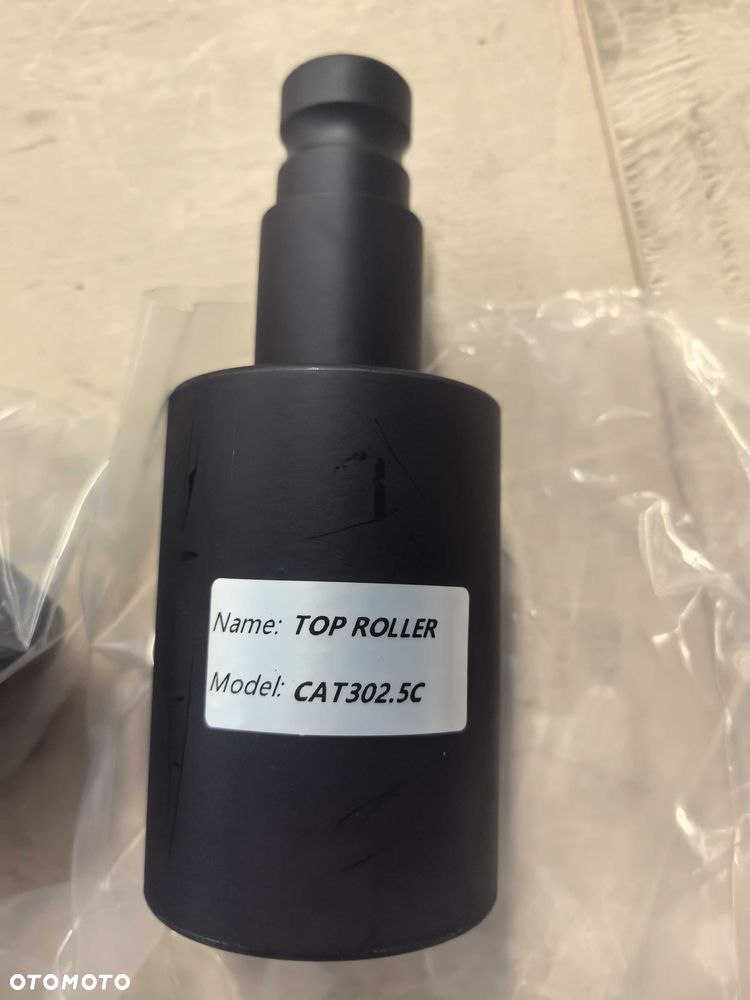 Name: TOP ROLLER
Model: CAT302.5C
OTOMOTO